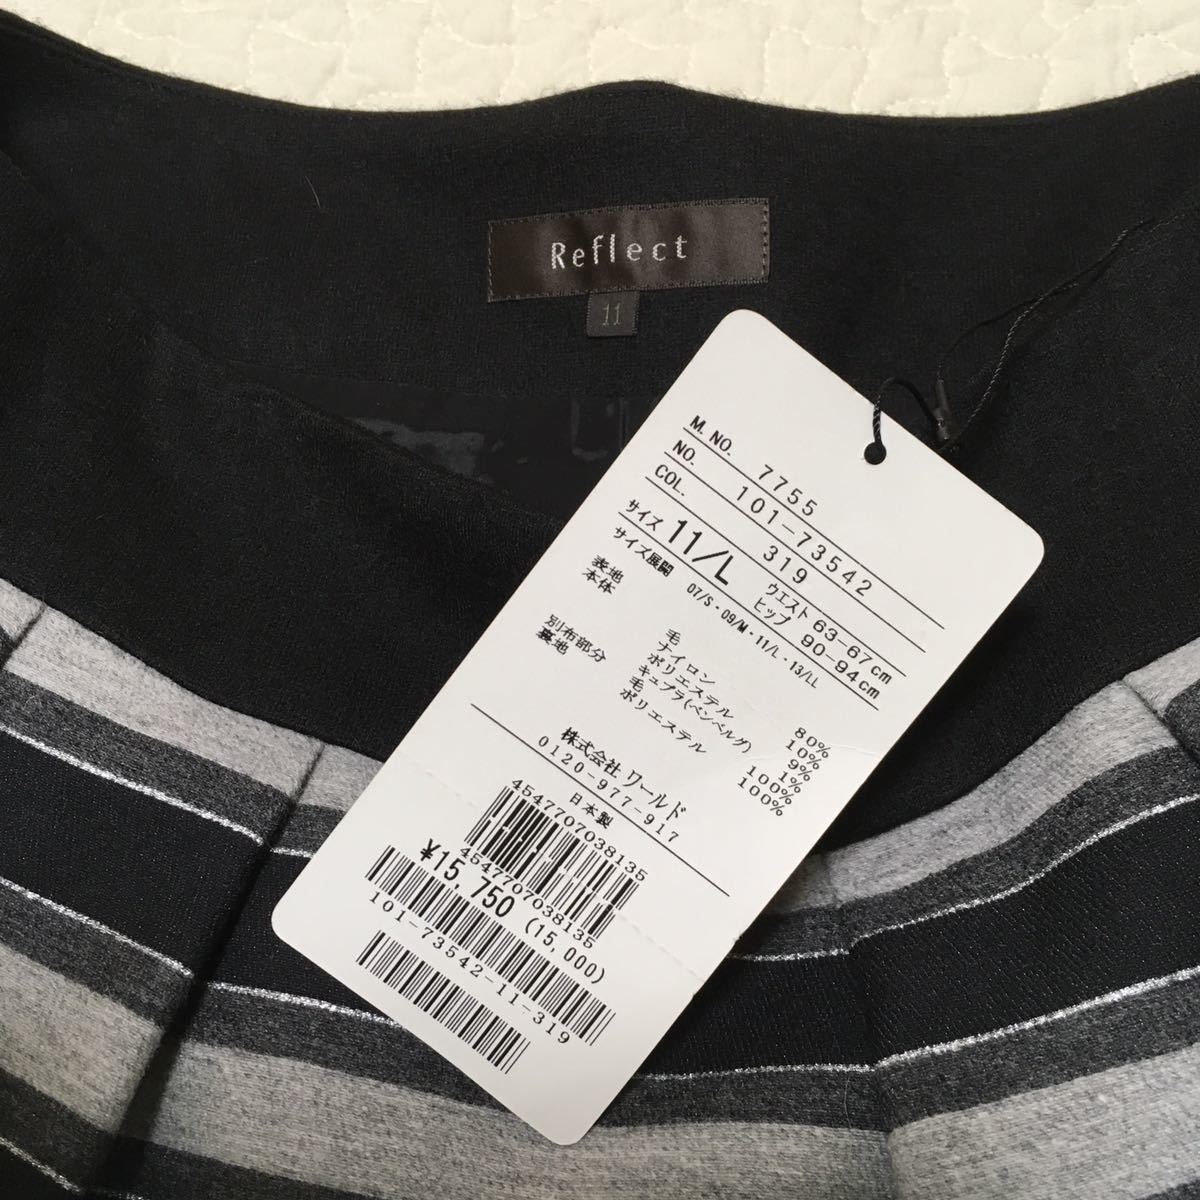 Reflect
11
M. NO. 7755
NO. 101-73542
COL. 319
サイズ 11/L ウエスト 63-67cm
ヒップ 90-94cm
サイズ展開 07/S・09/M・11/L・13/LL
表地
本体 毛 80%
ナイロン 10%
ポリエステル 9%
キュプラ(ベンベルグ) 1%
別布部分 毛 100%
裏地 ポリエステル 100%
株式会社 ワールド
0120-977-917
日本製
4547707038135
4547707038135
¥15,750 (15,000)
101-73542-11-319